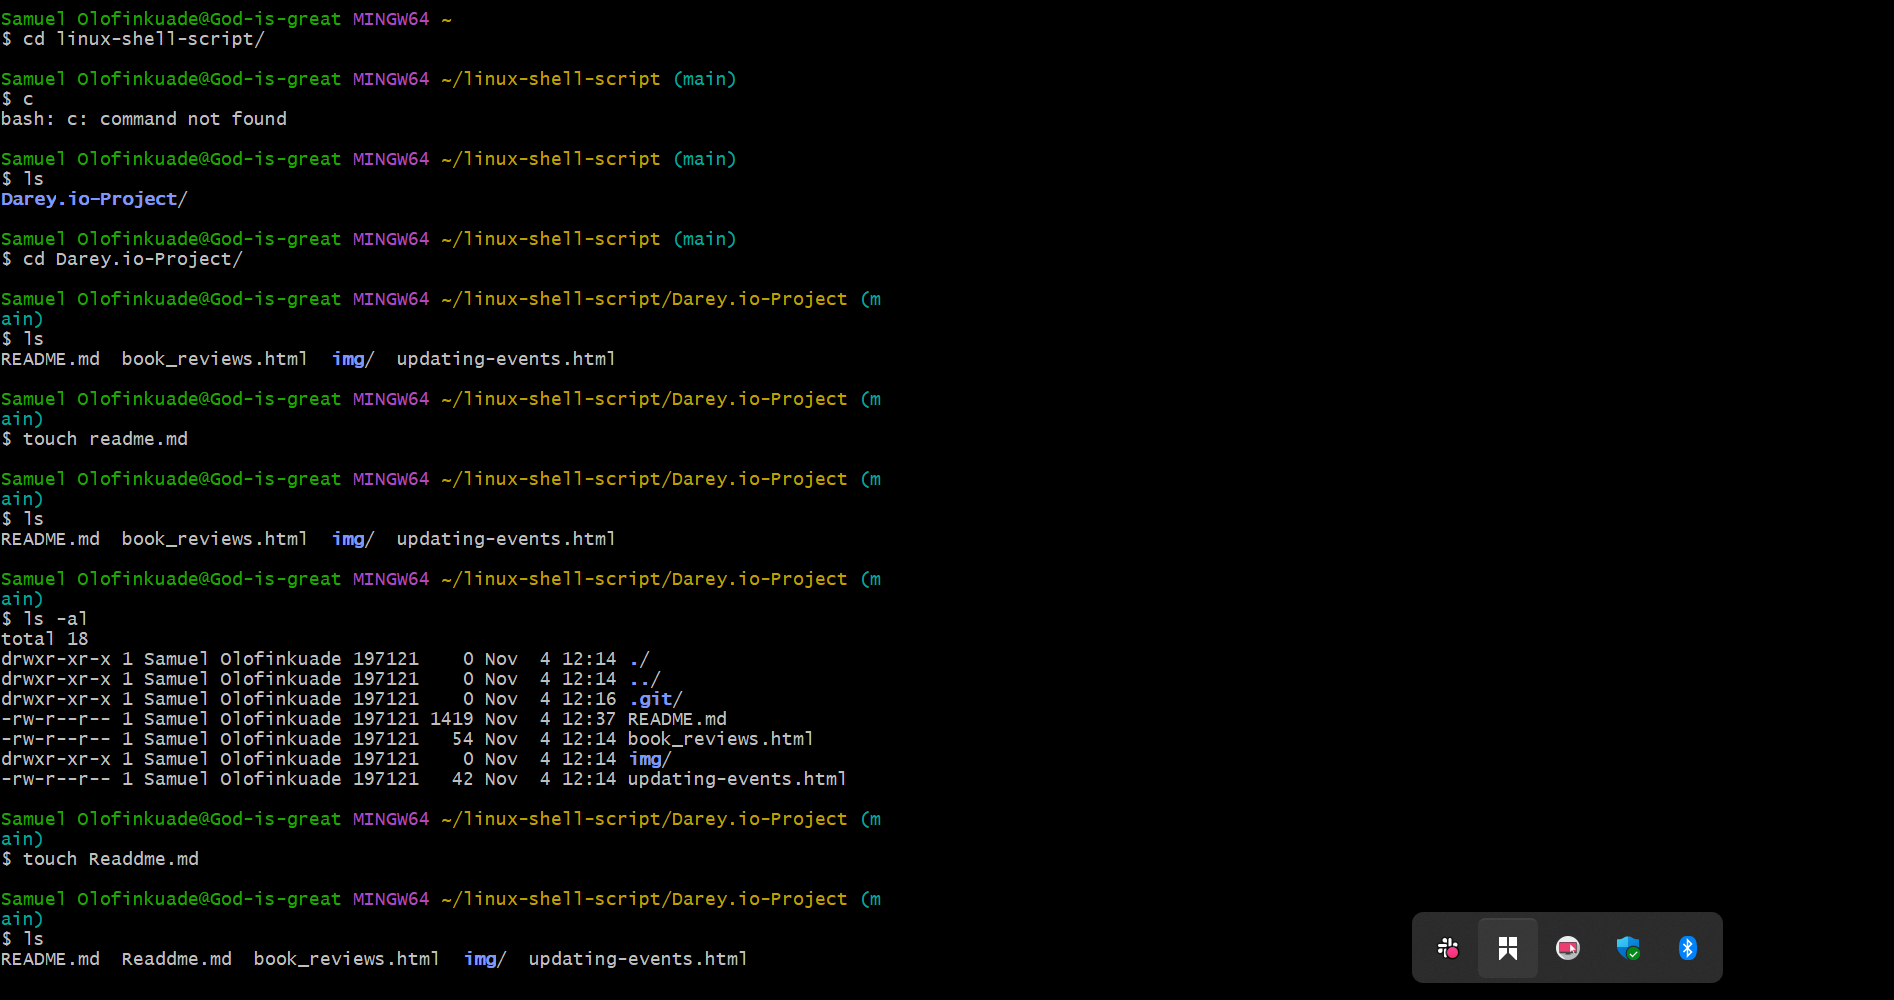 Samuel Olofinkuade@God-is-great MINGW64 ~
$ cd linux-shell-script/
Samuel Olofinkuade@God-is-great MINGW64 ~/linux-shell-script (main)
$ c
bash: c: command not found
Samuel Olofinkuade@God-is-great MINGW64 ~/linux-shell-script (main)
$ ls
Darey.io-Project/
Samuel Olofinkuade@God-is-great MINGW64 ~/linux-shell-script (main)
$ cd Darey.io-Project/
Samuel Olofinkuade@God-is-great MINGW64 ~/linux-shell-script/Darey.io-Project (m
ain)
$ ls
README.md  book_reviews.html  img/  updating-events.html
Samuel Olofinkuade@God-is-great MINGW64 ~/linux-shell-script/Darey.io-Project (m
ain)
$ touch readme.md
Samuel Olofinkuade@God-is-great MINGW64 ~/linux-shell-script/Darey.io-Project (m
ain)
$ ls
README.md  book_reviews.html  img/  updating-events.html
Samuel Olofinkuade@God-is-great MINGW64 ~/linux-shell-script/Darey.io-Project (m
ain)
$ ls -al
total 18
drwxr-xr-x 1 Samuel Olofinkuade 197121    0 Nov  4 12:14 ./
drwxr-xr-x 1 Samuel Olofinkuade 197121    0 Nov  4 12:14 ../
drwxr-xr-x 1 Samuel Olofinkuade 197121    0 Nov  4 12:16 .git/
-rw-r--r-- 1 Samuel Olofinkuade 197121 1419 Nov  4 12:37 README.md
-rw-r--r-- 1 Samuel Olofinkuade 197121   54 Nov  4 12:14 book_reviews.html
drwxr-xr-x 1 Samuel Olofinkuade 197121    0 Nov  4 12:14 img/
-rw-r--r-- 1 Samuel Olofinkuade 197121   42 Nov  4 12:14 updating-events.html
Samuel Olofinkuade@God-is-great MINGW64 ~/linux-shell-script/Darey.io-Project (m
ain)
$ touch Readdme.md
Samuel Olofinkuade@God-is-great MINGW64 ~/linux-shell-script/Darey.io-Project (m
ain)
$ ls
README.md  Readdme.md  book_reviews.html  img/  updating-events.html